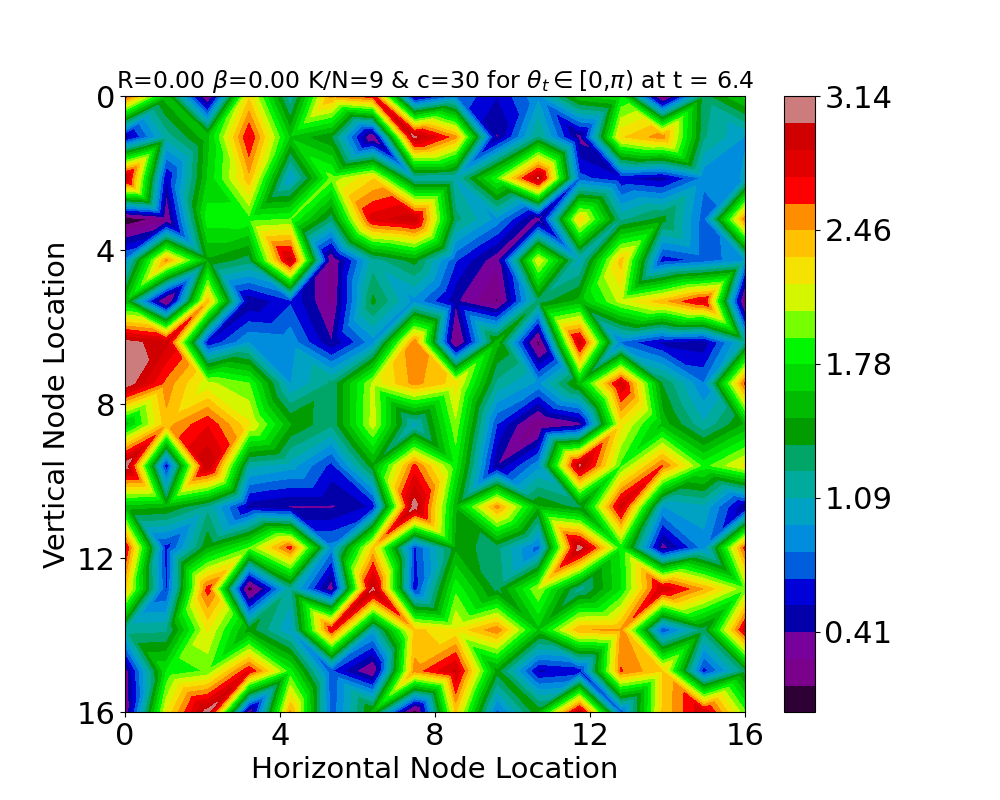 R=0.00 β=0.00 K/N=9 & c=30 for θₜ ∈ [0,π) at t = 6.4
0
4
8
12
16
Vertical Node Location
0 4 8 12 16
Horizontal Node Location
3.14
2.46
1.78
1.09
0.41